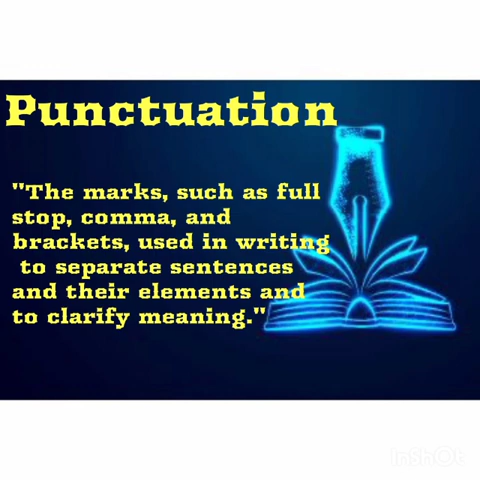 Punctuation
"The marks, such as full
stop, comma, and
brackets, used in writing
to separate sentences
and their elements and
to clarify meaning."
InShOt